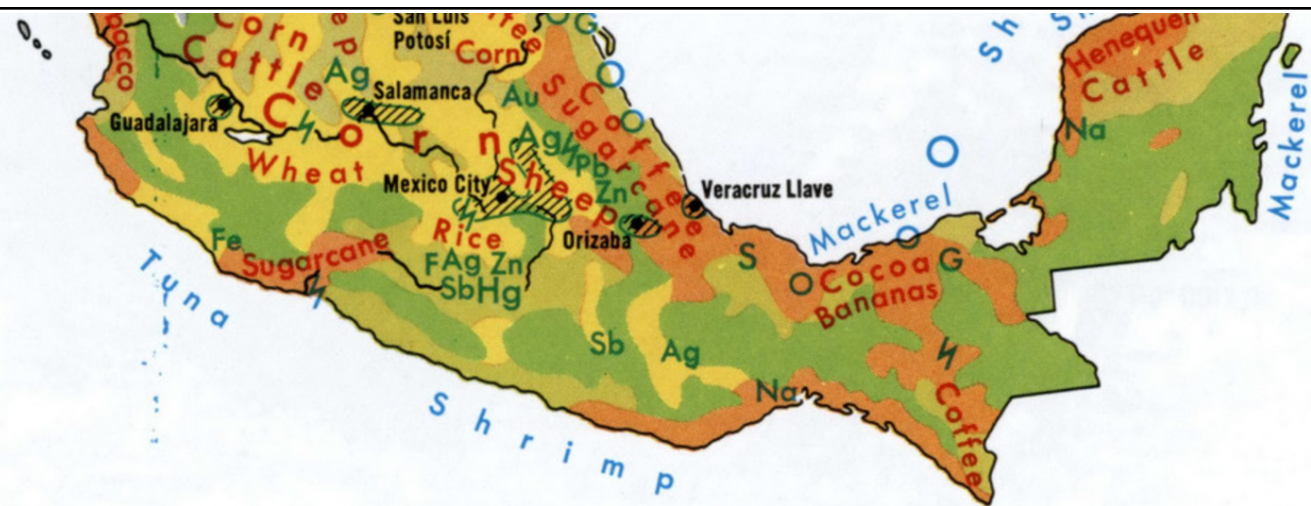 San Luis
Potosí
Corn
Cattle
Ag
Salamanca
Corn
Au
Coffee
Sugarcane
O
G
O
O
Sh
Henequen
Cattle
Na
Mackerel
Guadalajara
Corn
Wheat
Ag
Pb
Zn
Sheep
Mexico City
Veracruz Llave
O
Mackerel
Orizaba
Rice
Fe
Sugarcane
F Ag Zn
Sb Hg
S
O
O
Cocoa
G
Bananas
Tuna
Sb
Ag
Na
Coffee
Shrimp